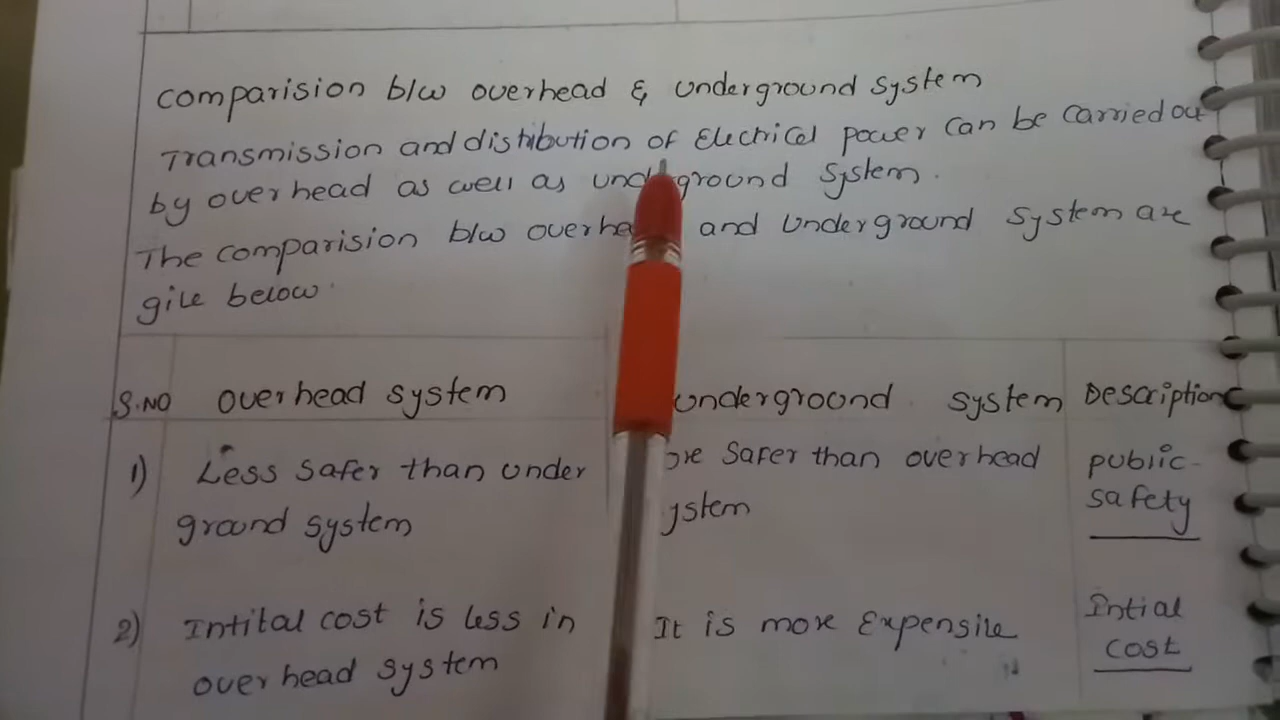 comparision b/w overhead & underground system
Transmission and distibution of Electrical power can be carried out
by overhead as well as underground system.
The comparision b/w overhead and underground system are
give below
S.NO overhead system underground system Description
1) Less safer than under ore safer than overhead public
ground system ystem safety
2) Intital cost is less in It is more Expensive Intial
overhead system cost